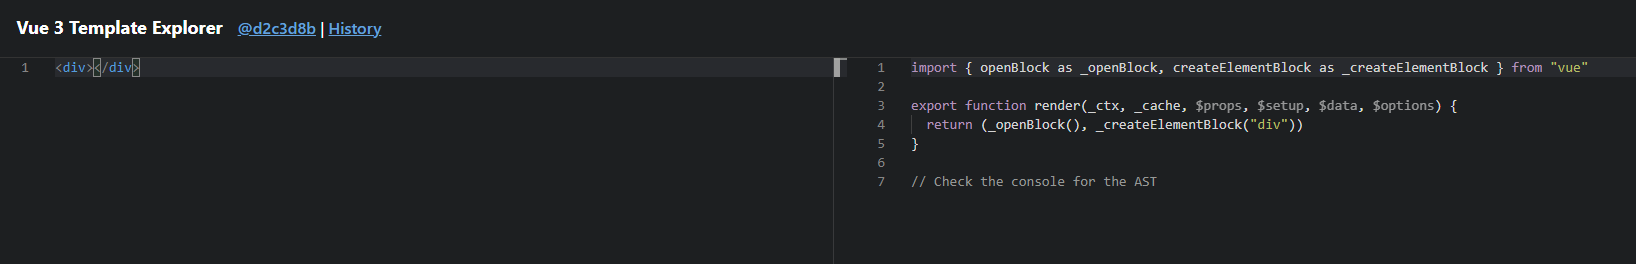 Vue 3 Template Explorer @d2c3d8b | History
1 <div></div>
1 import { openBlock as _openBlock, createElementBlock as _createElementBlock } from "vue"
2
3 export function render(_ctx, _cache, $props, $setup, $data, $options) {
4   return (_openBlock(), _createElementBlock("div"))
5 }
6
7 // Check the console for the AST